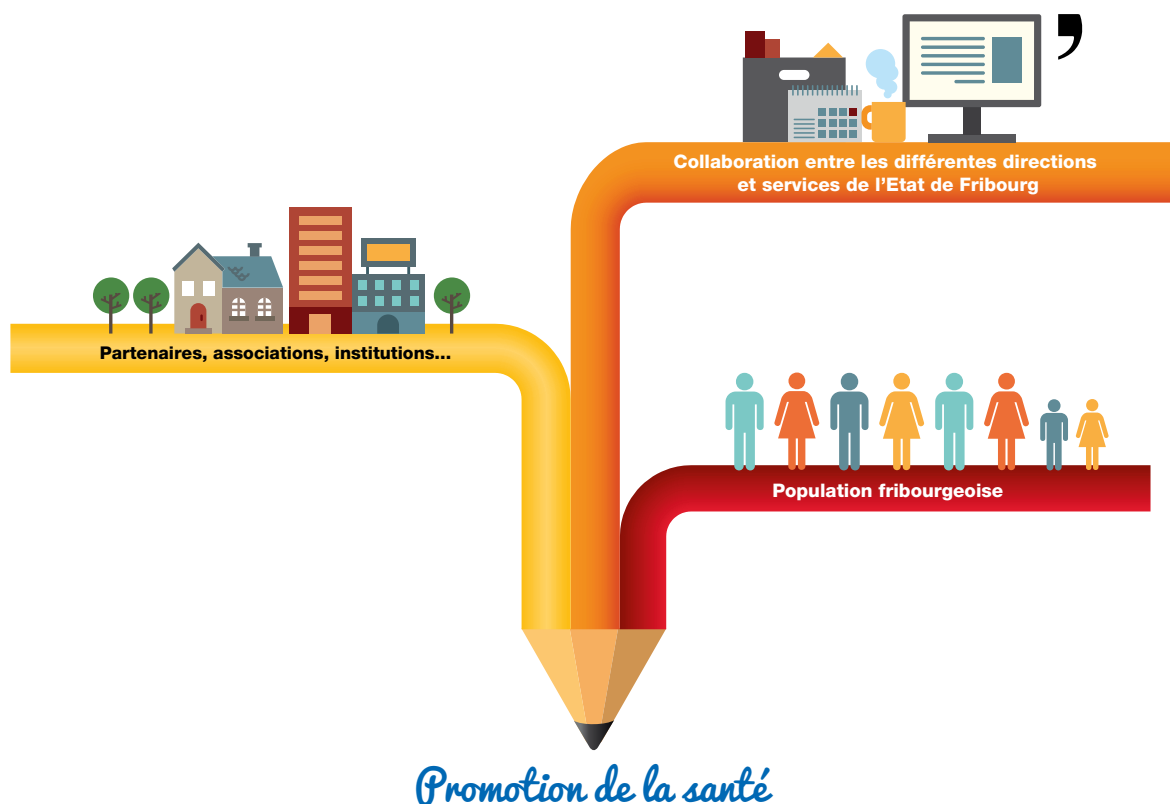 ’
Collaboration entre les différentes directions
et services de l’Etat de Fribourg
Partenaires, associations, institutions...
Population fribourgeoise
Promotion de la santé